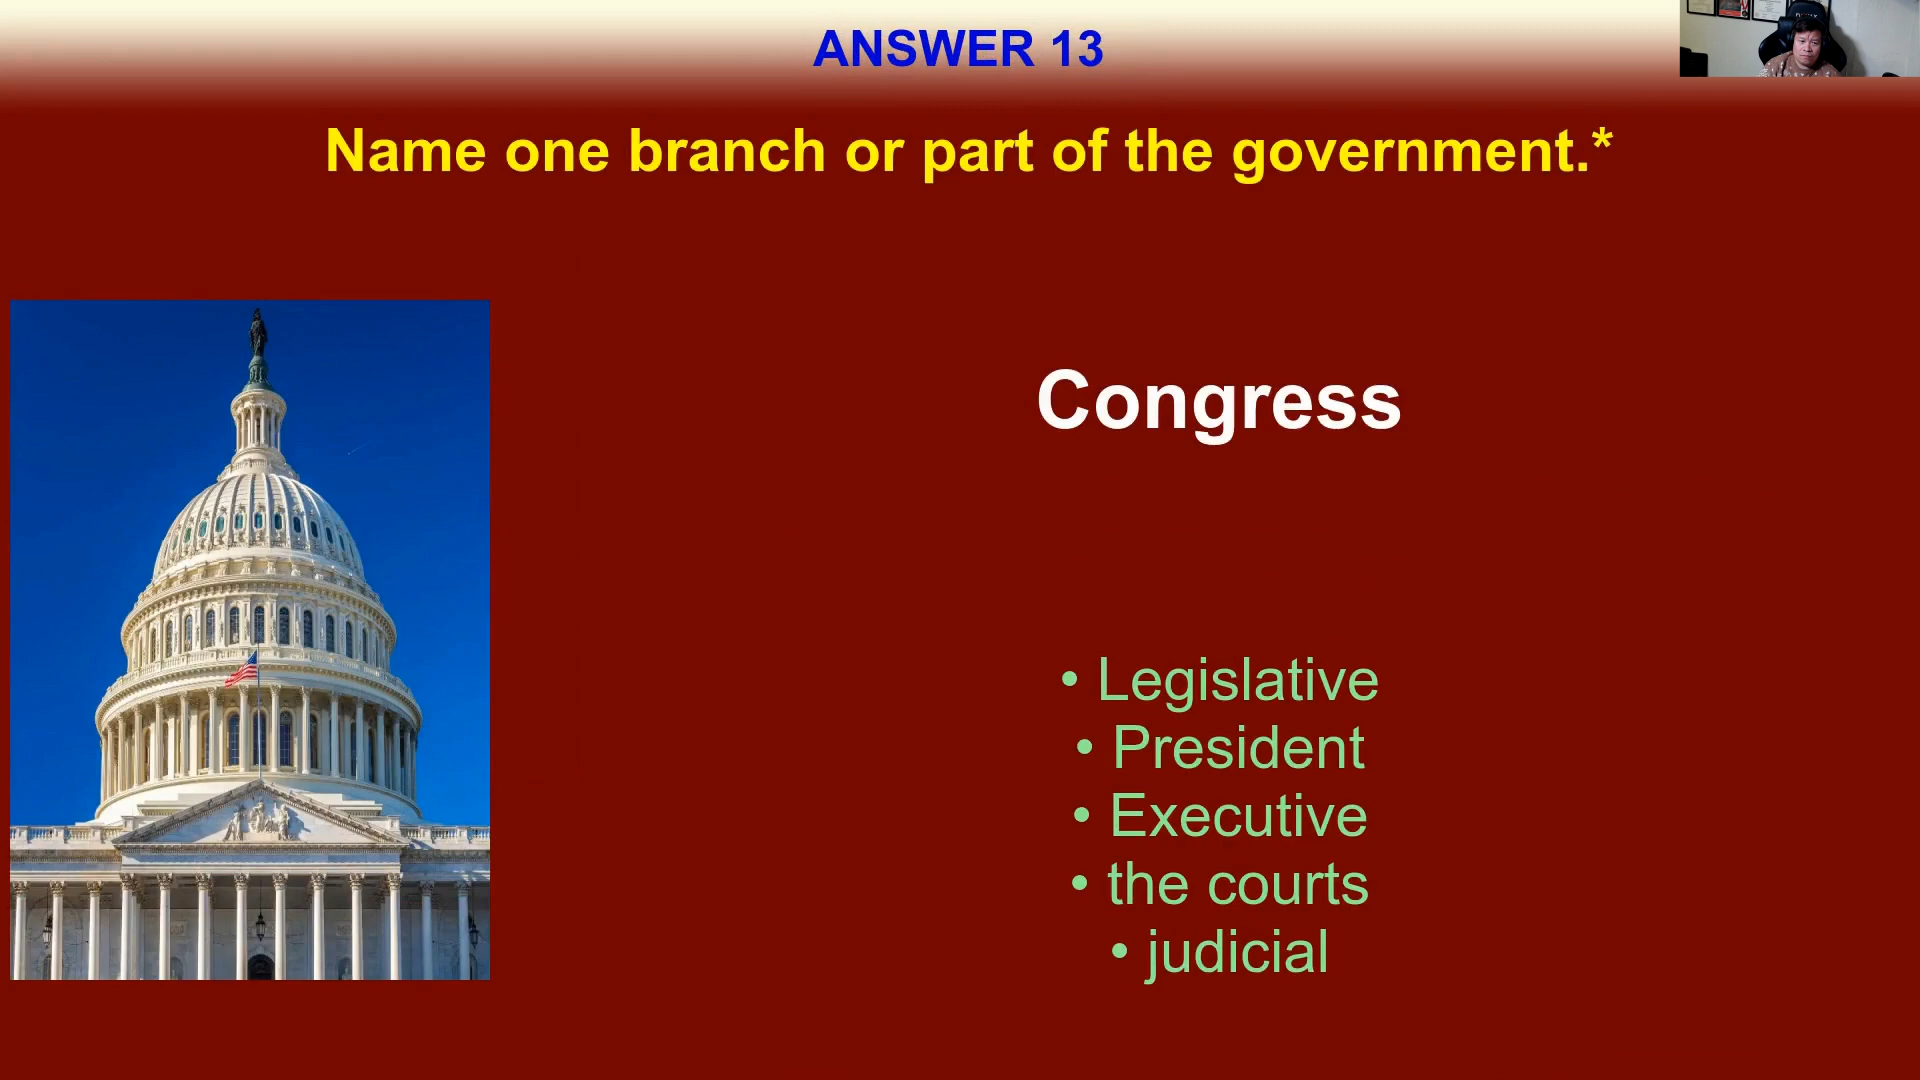 ANSWER 13
Name one branch or part of the government.*
Congress
• Legislative
• President
• Executive
• the courts
• judicial